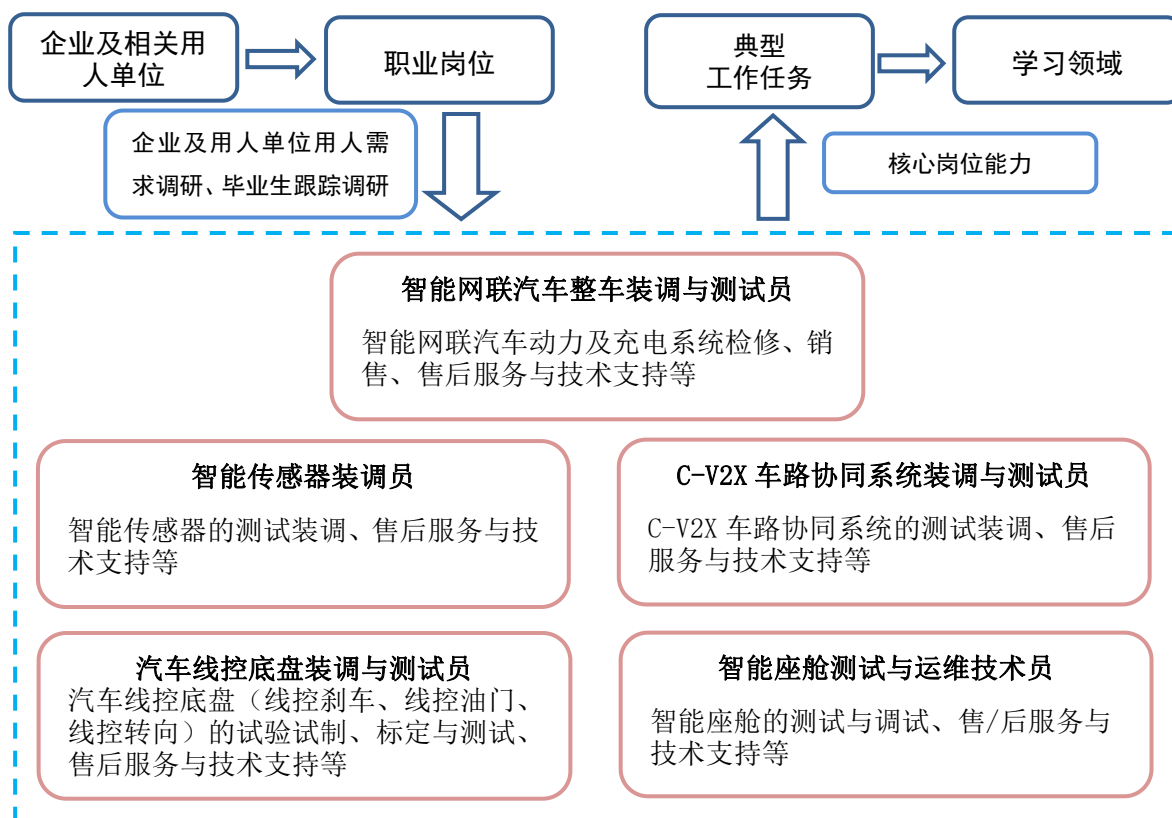 企业及相关用
人单位
职业岗位
典型
工作任务
学习领域
企业及用人单位用人需
求调研、毕业生跟踪调研
核心岗位能力
智能网联汽车整车装调与测试员
智能网联汽车动力及充电系统检修、销
售、售后服务与技术支持等
智能传感器装调员
智能传感器的测试装调、售后服务与技
术支持等
C-V2X 车路协同系统装调与测试员
C-V2X 车路协同系统的测试装调、售后
服务与技术支持等
汽车线控底盘装调与测试员
汽车线控底盘（线控刹车、线控油门、
线控转向）的试验试制、标定与测试、
售后服务与技术支持等
智能座舱测试与运维技术员
智能座舱的测试与调试、售/后服务与
技术支持等